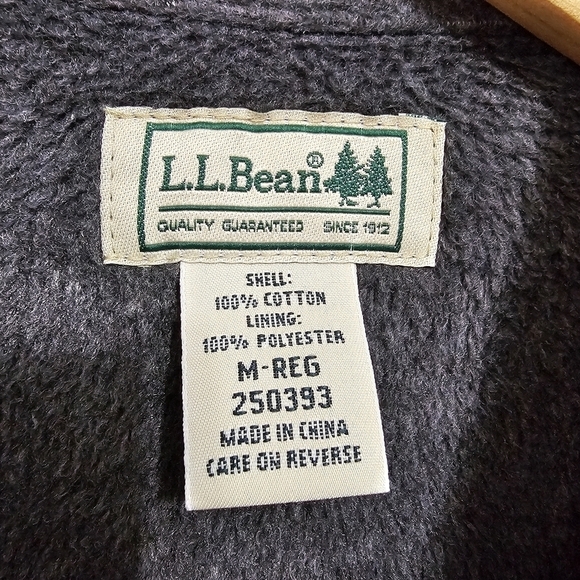 L.L.Bean®
QUALITY GUARANTEED SINCE 1912
SHELL:
100% COTTON
LINING:
100% POLYESTER
M-REG
250393
MADE IN CHINA
CARE ON REVERSE